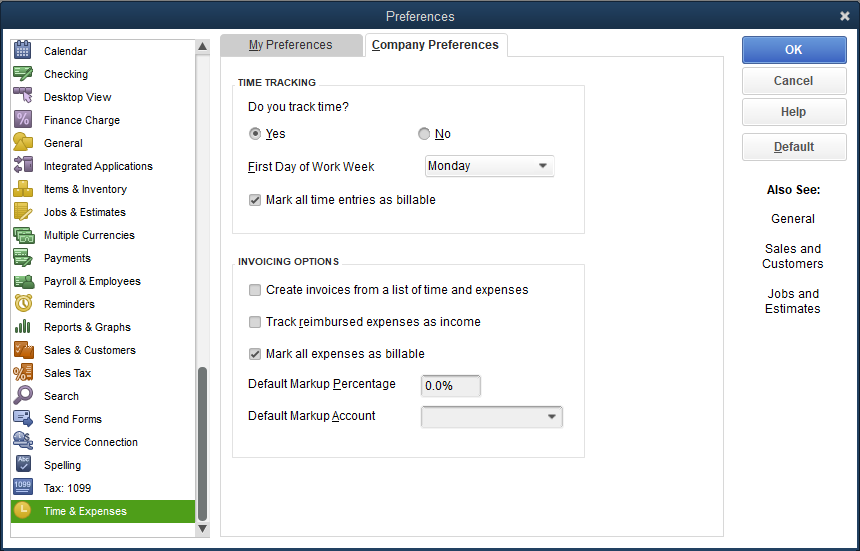 Preferences
Calendar
Checking
Desktop View
Finance Charge
General
Integrated Applications
Items & Inventory
Jobs & Estimates
Multiple Currencies
Payments
Payroll & Employees
Reminders
Reports & Graphs
Sales & Customers
Sales Tax
Search
Send Forms
Service Connection
Abc
Spelling
1099
Tax: 1099
Time & Expenses
My Preferences
Company Preferences
TIME TRACKING
Do you track time?
Yes
No
First Day of Work Week
Monday
Mark all time entries as billable
INVOICING OPTIONS
Create invoices from a list of time and expenses
Track reimbursed expenses as income
Mark all expenses as billable
Default Markup Percentage
0.0%
Default Markup Account
OK
Cancel
Help
Default
Also See:
General
Sales and
Customers
Jobs and
Estimates